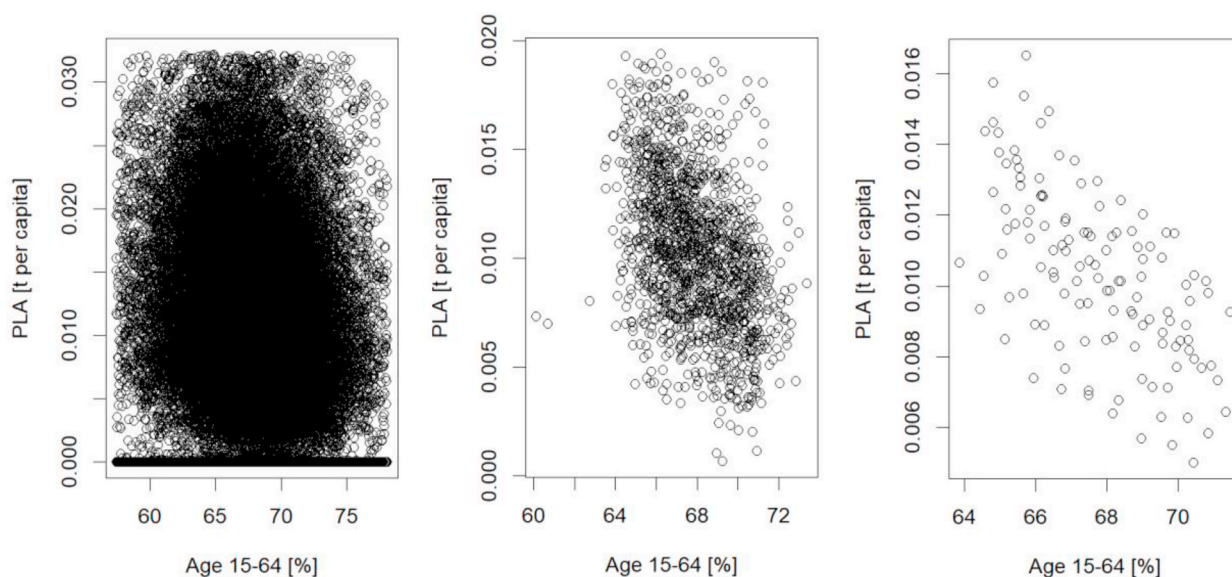 PLA [t per capita]
0.030
0.020
0.010
0.000
60 65 70 75
Age 15-64 [%]
PLA [t per capita]
0.020
0.015
0.010
0.005
0.000
60 64 68 72
Age 15-64 [%]
PLA [t per capita]
0.016
0.014
0.012
0.010
0.008
0.006
64 66 68 70
Age 15-64 [%]